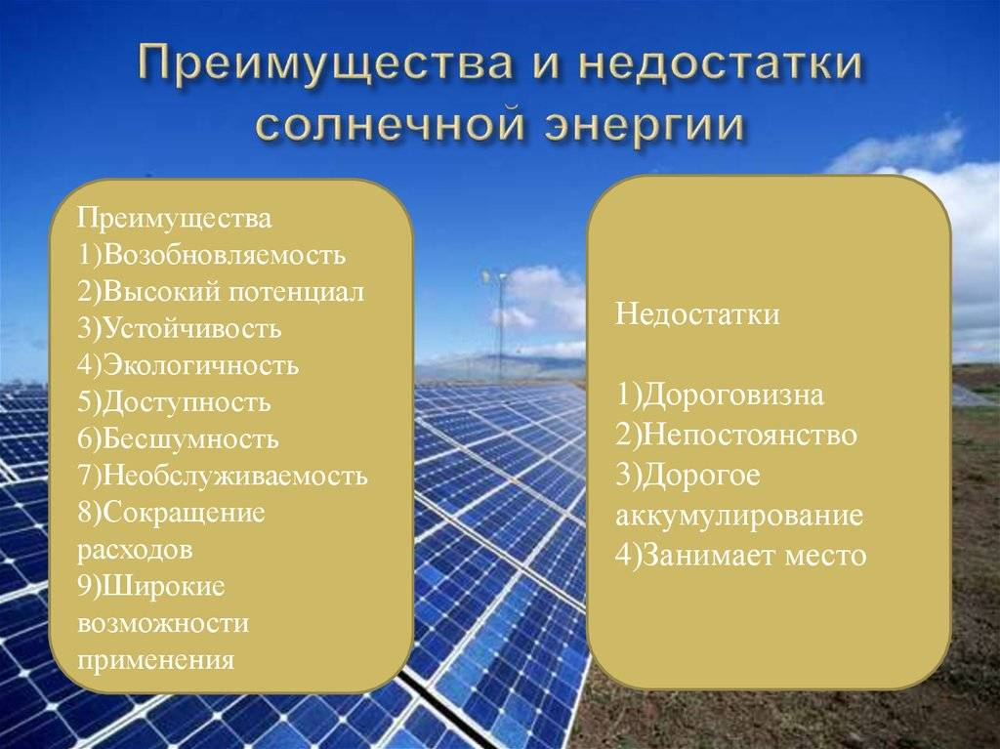 Преимущества и недостатки
солнечной энергии
Преимущества
1)Возобновляемость
2)Высокий потенциал
3)Устойчивость
4)Экологичность
5)Доступность
6)Бесшумность
7)Необслуживаемость
8)Сокращение
расходов
9)Широкие
возможности
применения
Недостатки
1)Дороговизна
2)Непостоянство
3)Дорогое
аккумулирование
4)Занимает место